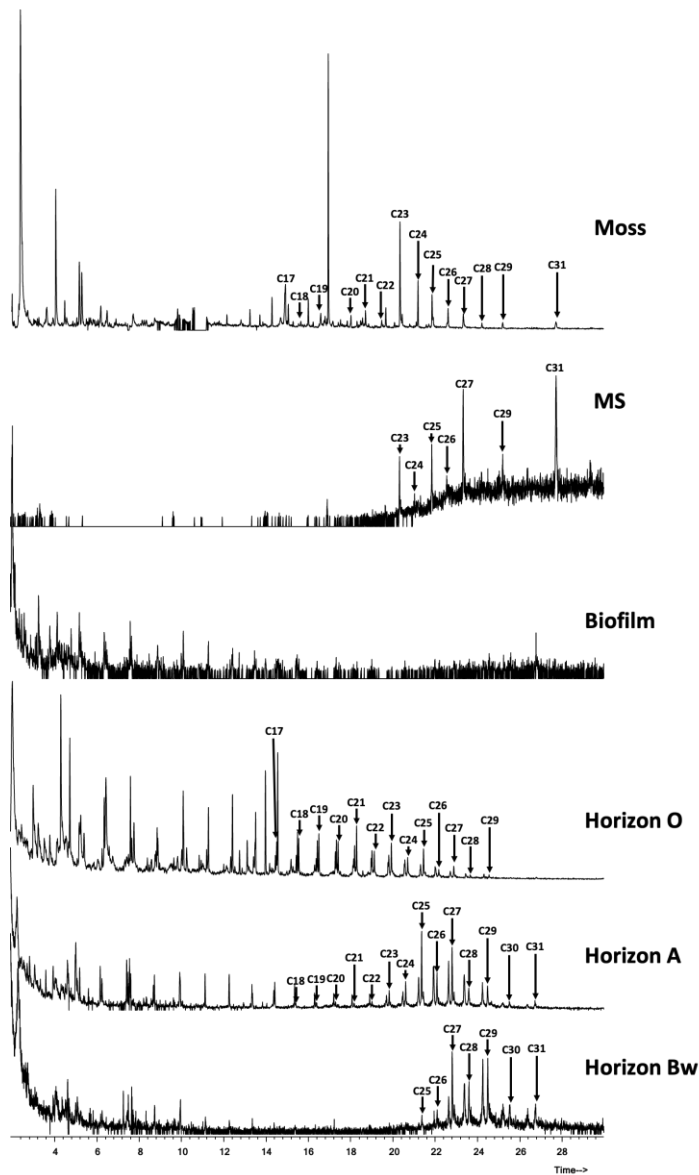 C23
Moss
C24
C25
C17
C26
C21
C19
C27
C28
C29
C31
C20
C22
C18
C31
MS
C27
C29
C25
C23
C26
C24
Biofilm
C17
C21
C23
C26
Horizon O
C19
C18
C25
C20
C22
C27
C24
C28
C29
C25
C27
C29
Horizon A
C26
C21
C23
C28
C24
C30
C31
C18
C19
C20
C22
C27
C29
C28
Horizon Bw
C30
C31
C26
C25
4 6 8 10 12 14 16 18 20 22 24 26 28
Time-->